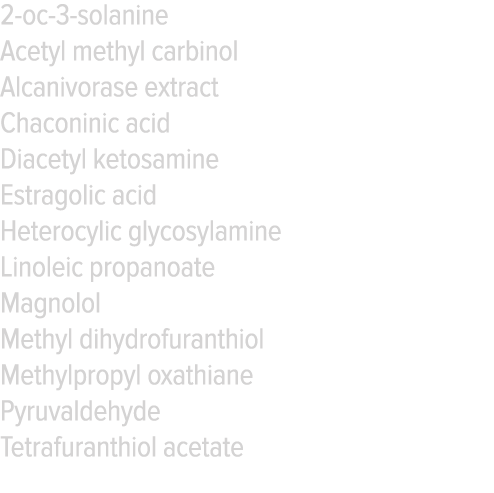 2-oc-3-solanine
Acetyl methyl carbinol
Alcanivorase extract
Chaconinic acid
Diacetyl ketosamine
Estragolic acid
Heterocylic glycosylamine
Linoleic propanoate
Magnolol
Methyl dihydrofuranthiol
Methylpropyl oxathiane
Pyruvaldehyde
Tetrafuranthiol acetate